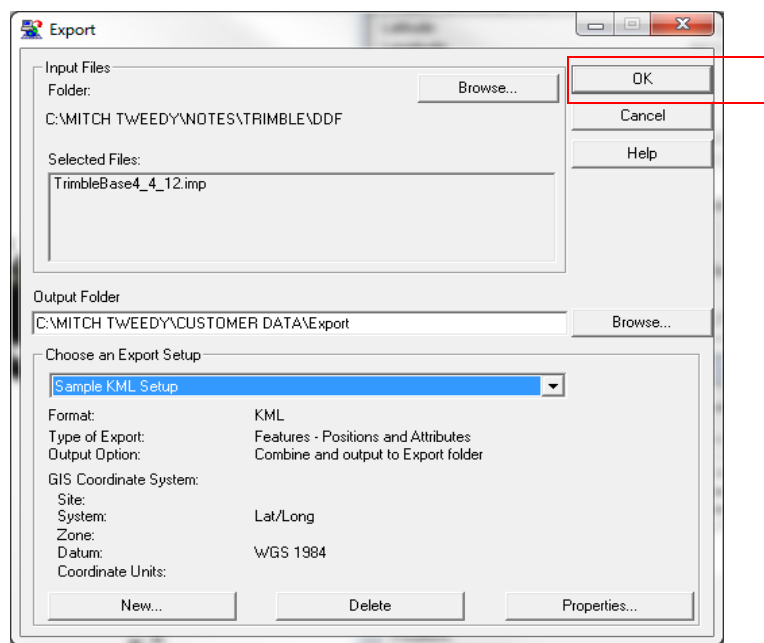 Export
Input Files
Folder:
Browse...
OK
C:\MITCH TWEEDY\NOTES\TRIMBLE\DDF
Cancel
Selected Files:
Help
TrimbleBase4_4_12.imp
Output Folder
C:\MITCH TWEEDY\CUSTOMER DATA\Export
Browse...
Choose an Export Setup
Sample KML Setup
Format: KML
Type of Export: Features - Positions and Attributes
Output Option: Combine and output to Export folder
GIS Coordinate System:
Site:
System: Lat/Long
Zone:
Datum: WGS 1984
Coordinate Units:
New...
Delete
Properties...